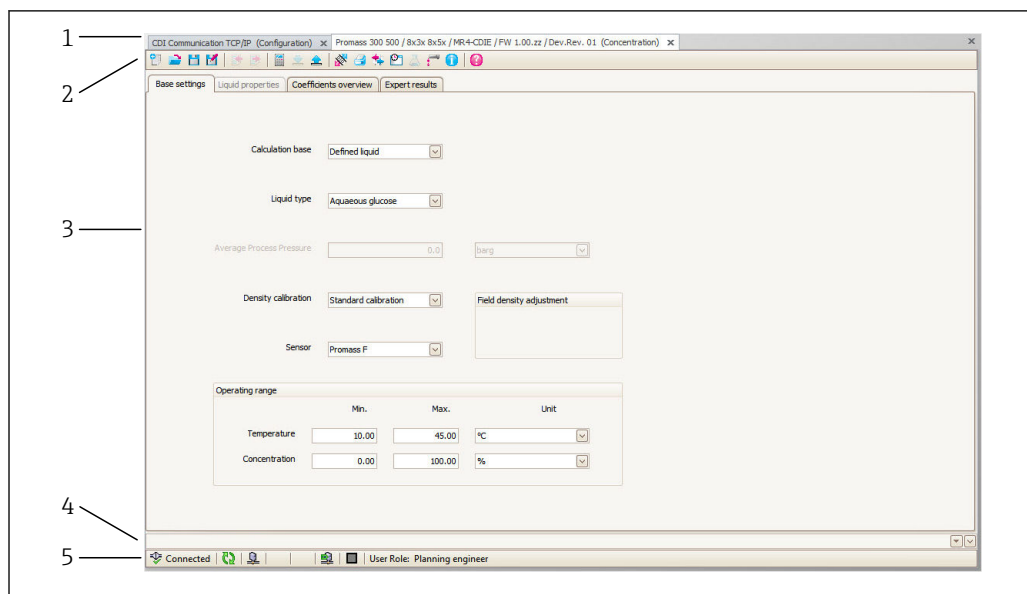 1
CDI Communication TCP/IP (Configuration) x Promass 300 500 / 8x3x 8x5x / MR4-CDIE / FW 1.00.zz / Dev.Rev. 01 (Concentration) x
2
Base settings Liquid properties Coefficients overview Expert results
Calculation base Defined liquid
Liquid type Aquaeous glucose
3
Average Process Pressure 0.0 barg
Density calibration Standard calibration Field density adjustment
Sensor Promass F
Operating range
Min. Max. Unit
Temperature 10.00 45.00 °C
Concentration 0.00 100.00 %
4
5
Connected User Role: Planning engineer